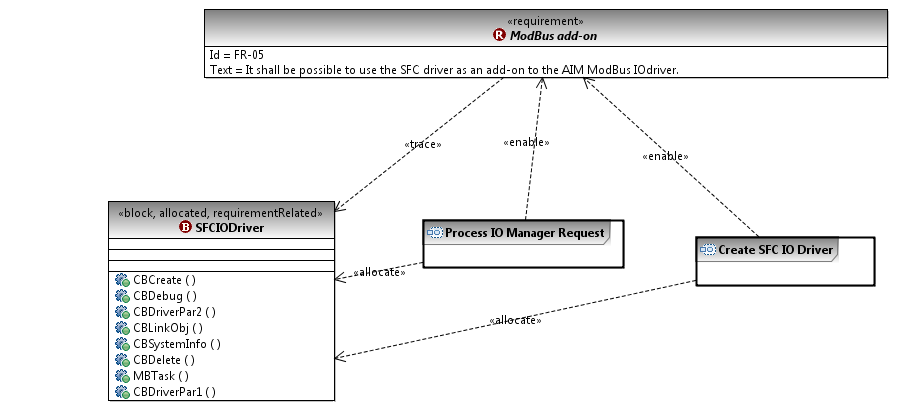 «requirement»
ModBus add-on
Id = FR-05
Text = It shall be possible to use the SFC driver as an add-on to the AIM ModBus IOdriver.
«trace»
«enable»
«enable»
«block, allocated, requirementRelated»
SFCIODriver
Process IO Manager Request
Create SFC IO Driver
«allocate»
«allocate»
CBCreate ( )
CBDebug ( )
CBDriverPar2 ( )
CBLinkObj ( )
CBSystemInfo ( )
CBDelete ( )
MBTask ( )
CBDriverPar1 ( )